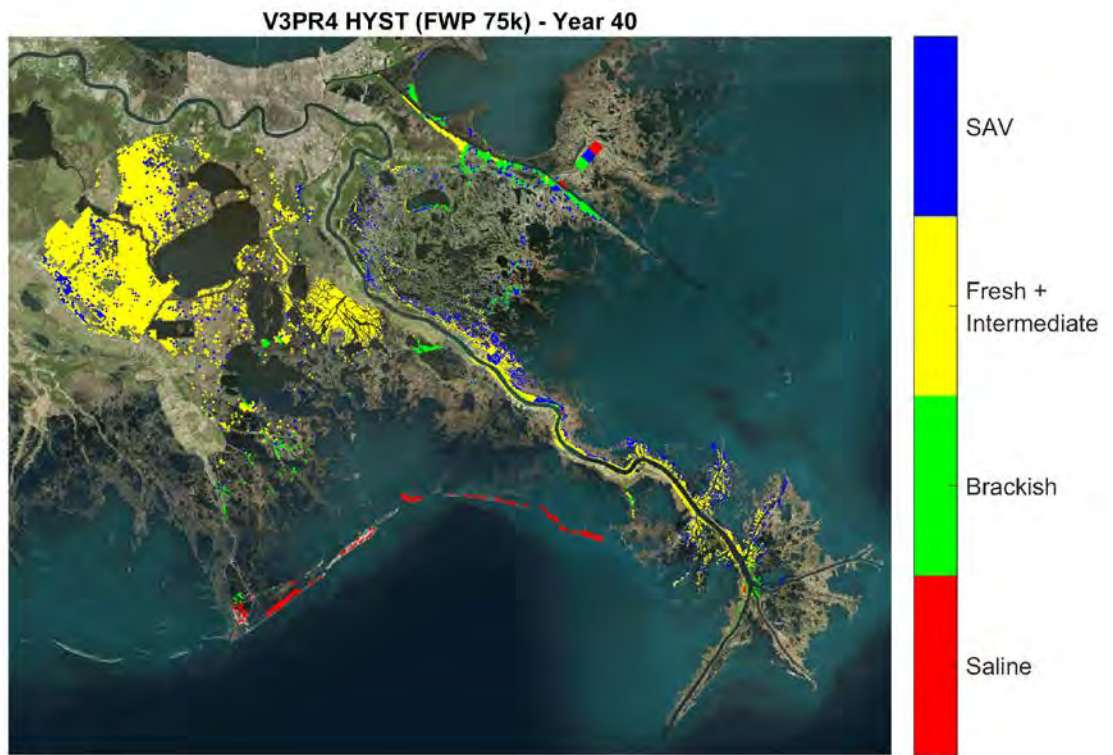 V3PR4 HYST (FWP 75k) - Year 40
SAV
Fresh +
Intermediate
Brackish
Saline